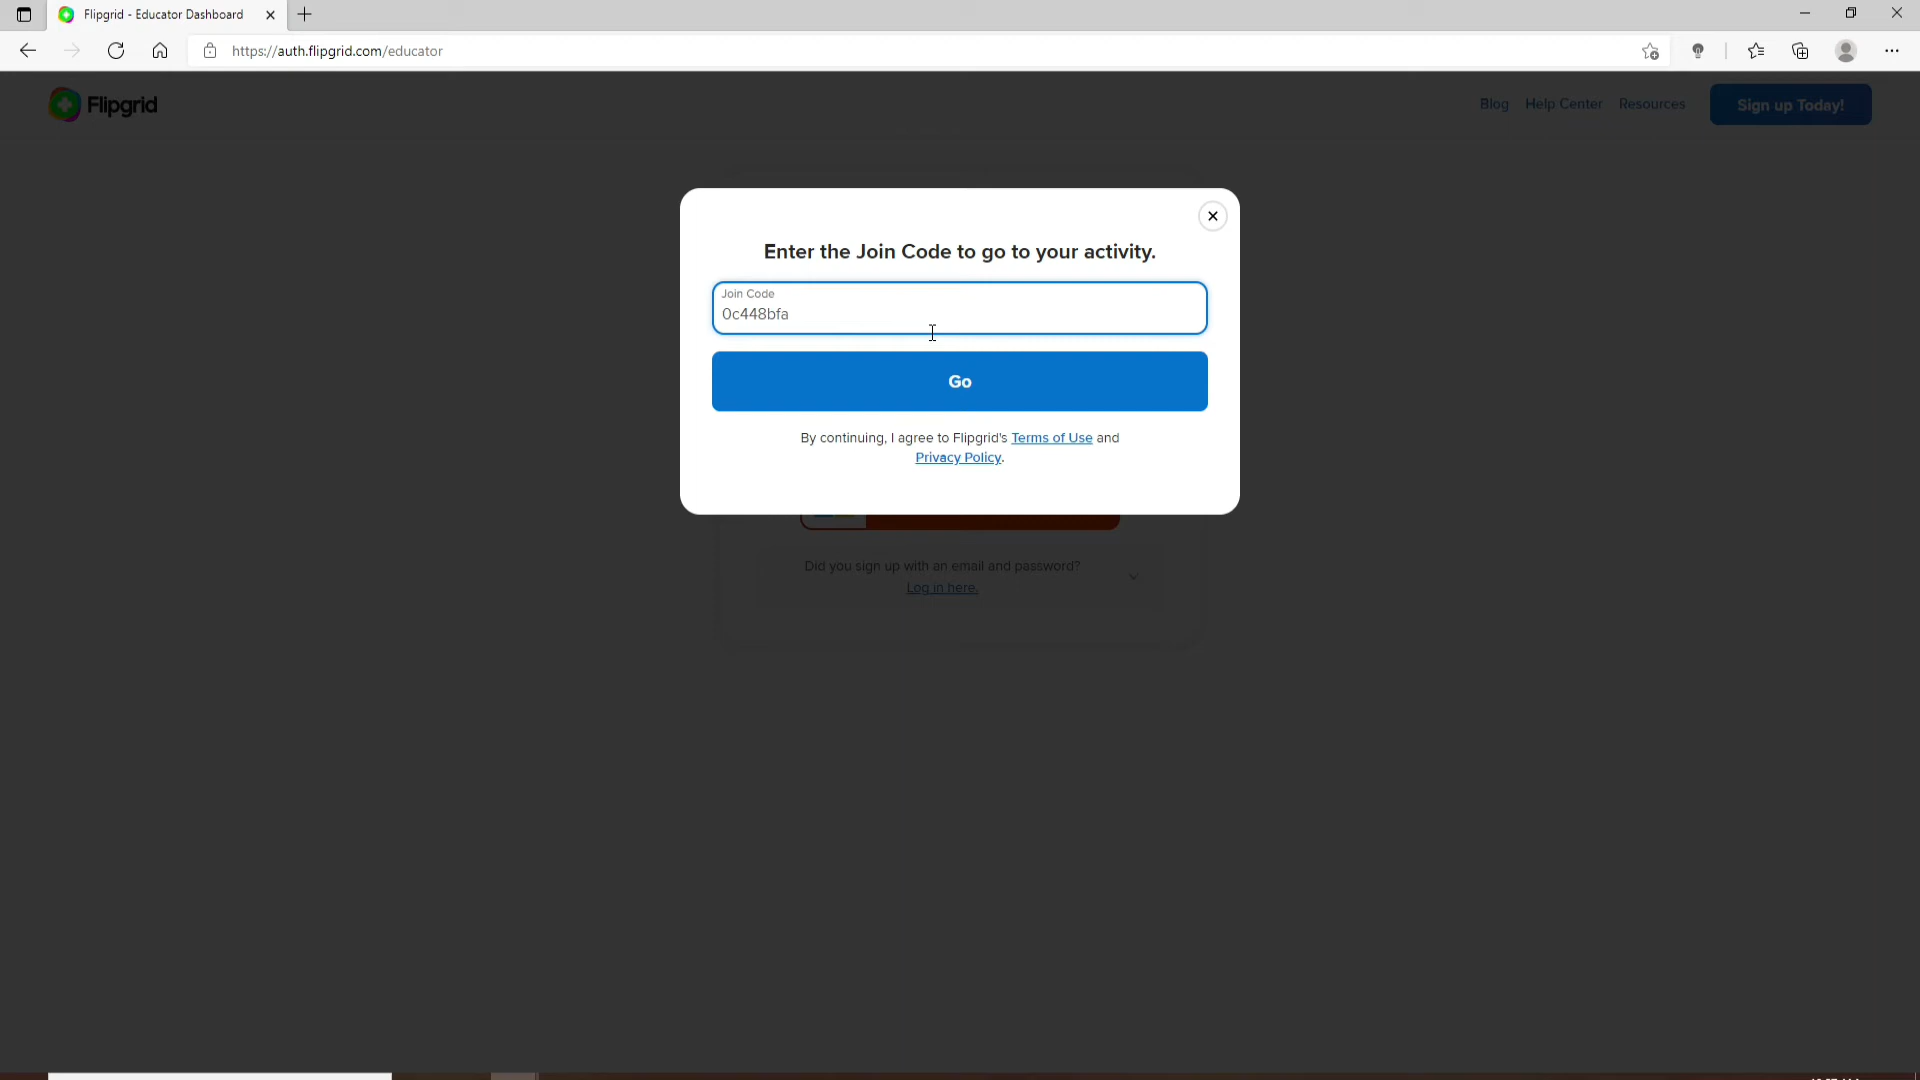 Flipgrid - Educator Dashboard
https://auth.flipgrid.com/educator
Flipgrid
Blog Help Center Resources Sign up Today!
Enter the Join Code to go to your activity.
Join Code
0c448bfa
Go
By continuing, I agree to Flipgrid's Terms of Use and
Privacy Policy.
Did you sign up with an email and password?
Log in here.